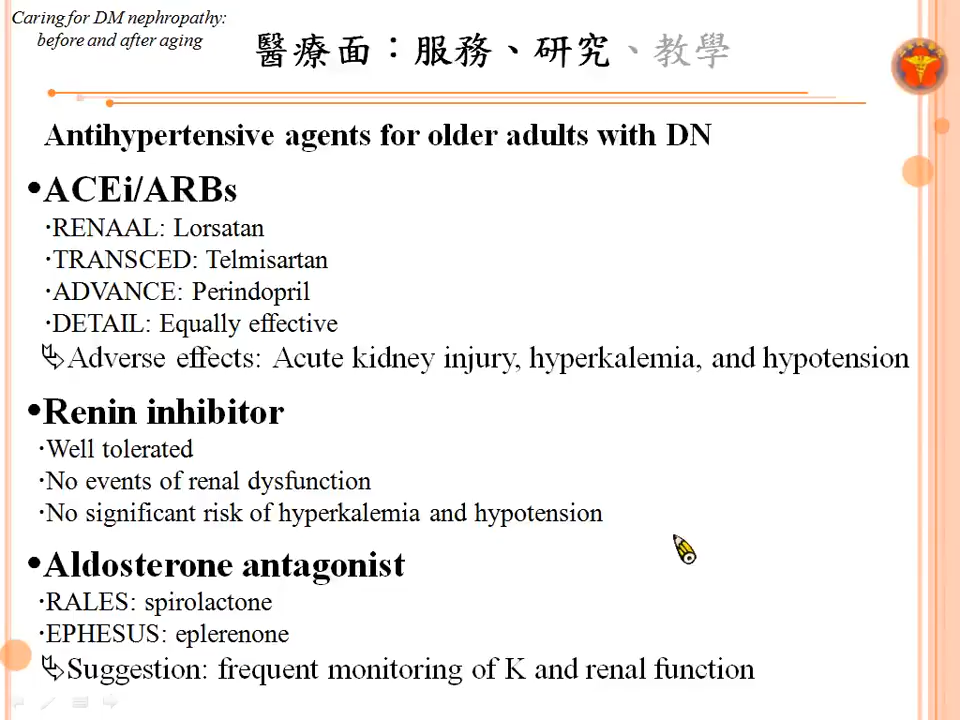 Caring for DM nephropathy:
before and after aging
醫療面：服務、研究、教學
Antihypertensive agents for older adults with DN
•ACEi/ARBs
·RENAAL: Lorsatan
·TRANSCED: Telmisartan
·ADVANCE: Perindopril
·DETAIL: Equally effective
↳Adverse effects: Acute kidney injury, hyperkalemia, and hypotension
•Renin inhibitor
·Well tolerated
·No events of renal dysfunction
·No significant risk of hyperkalemia and hypotension
•Aldosterone antagonist
·RALES: spirolactone
·EPHESUS: eplerenone
↳Suggestion: frequent monitoring of K and renal function